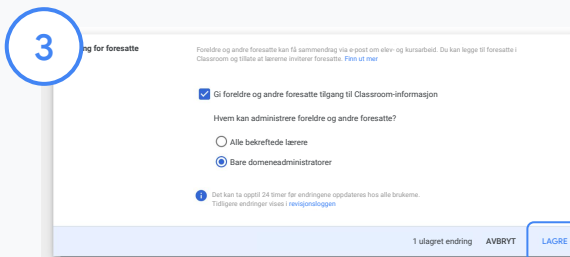 3
ng for foresatte
Foreldre og andre foresatte kan få sammendrag via e-post om elev- og kursarbeid. Du kan legge til foresatte i
Classroom og tillate at lærerne inviterer foresatte. Finn ut mer
Gi foreldre og andre foresatte tilgang til Classroom-informasjon
Hvem kan administrere foreldre og andre foresatte?
Alle bekreftede lærere
Bare domeneadministratorer
Det kan ta opptil 24 timer før endringene oppdateres hos alle brukerne.
Tidligere endringer vises i revisjonsloggen
1 ulagret endring AVBRYT LAGRE